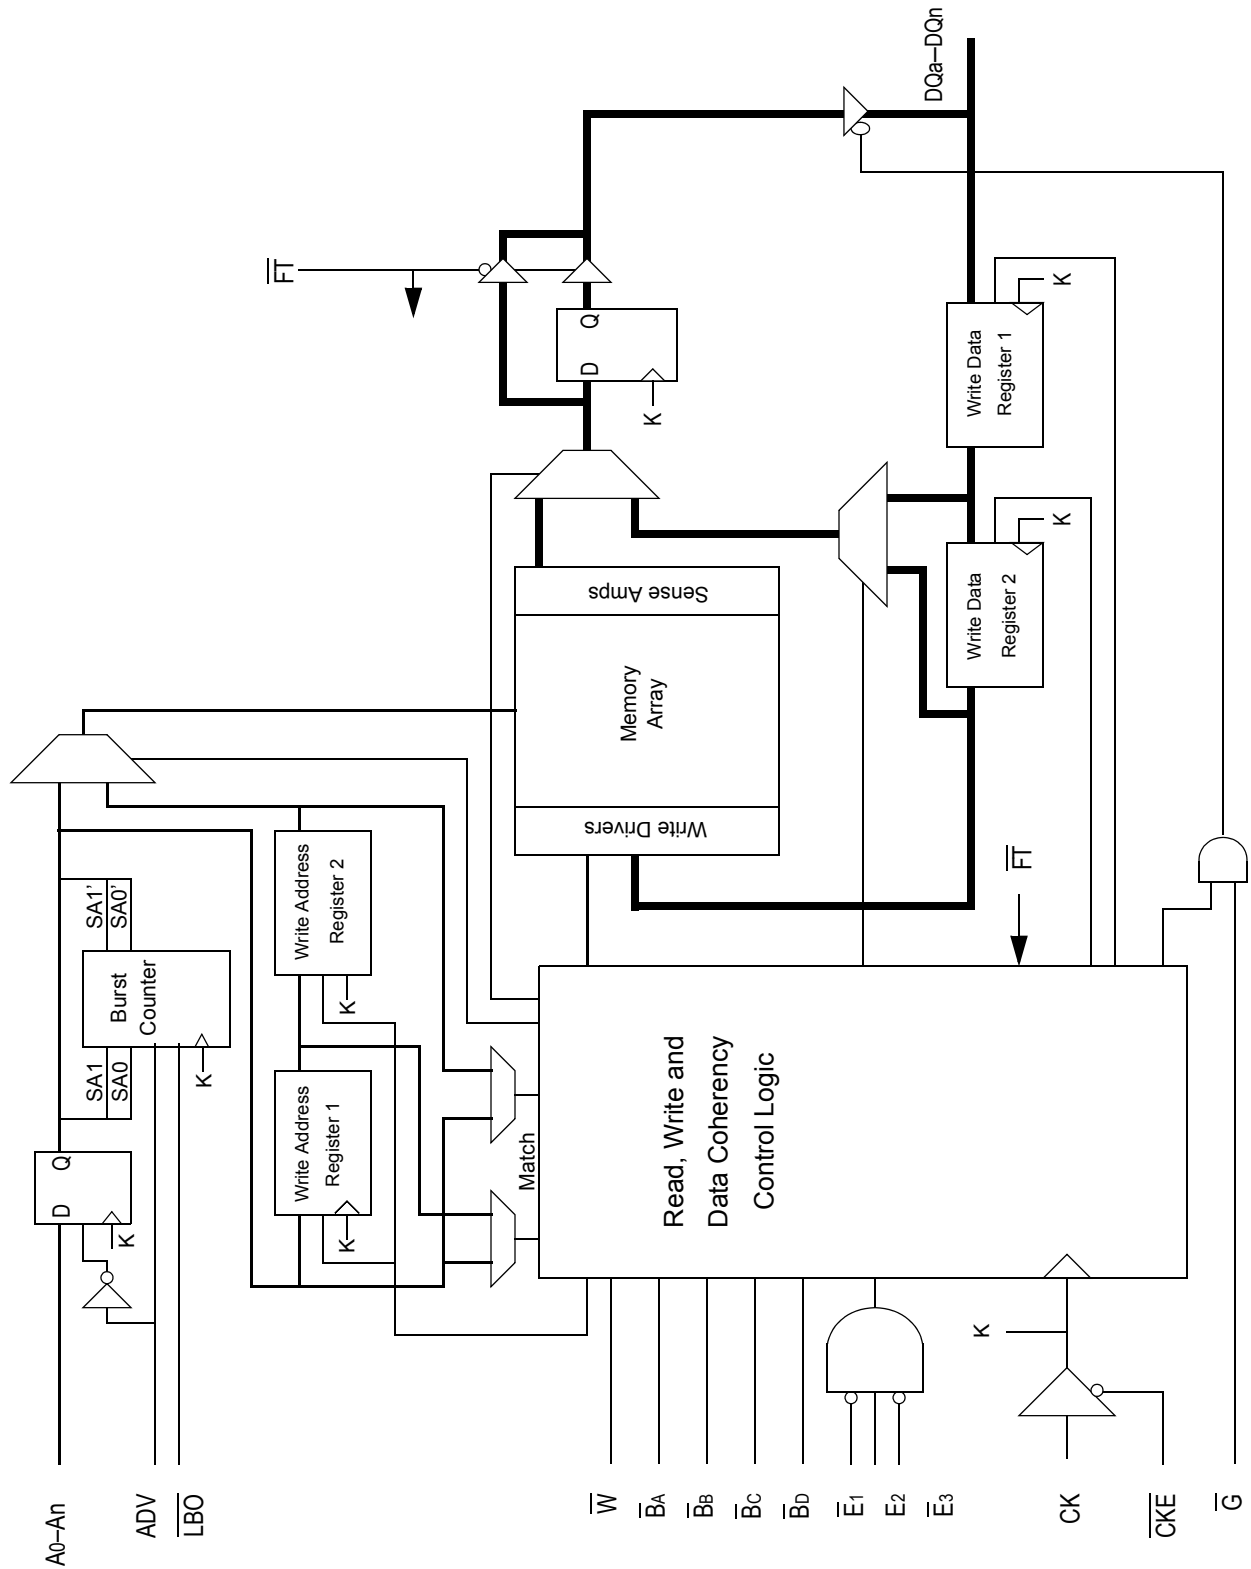 A0–An
ADV
LBO
W
BA
BB
BC
BD
E1
E2
E3
CK
CKE
G
D Q
K
SA1
SA0
Burst
Counter
SA1'
SA0'
K
Write Address
Register 1
K
Write Address
Register 2
K
Match
Read, Write and
Data Coherency
Control Logic
K
FT
Write Drivers
Memory
Array
Sense Amps
FT
D Q
K
Write Data
Register 2
K
Write Data
Register 1
K
DQa–DQn